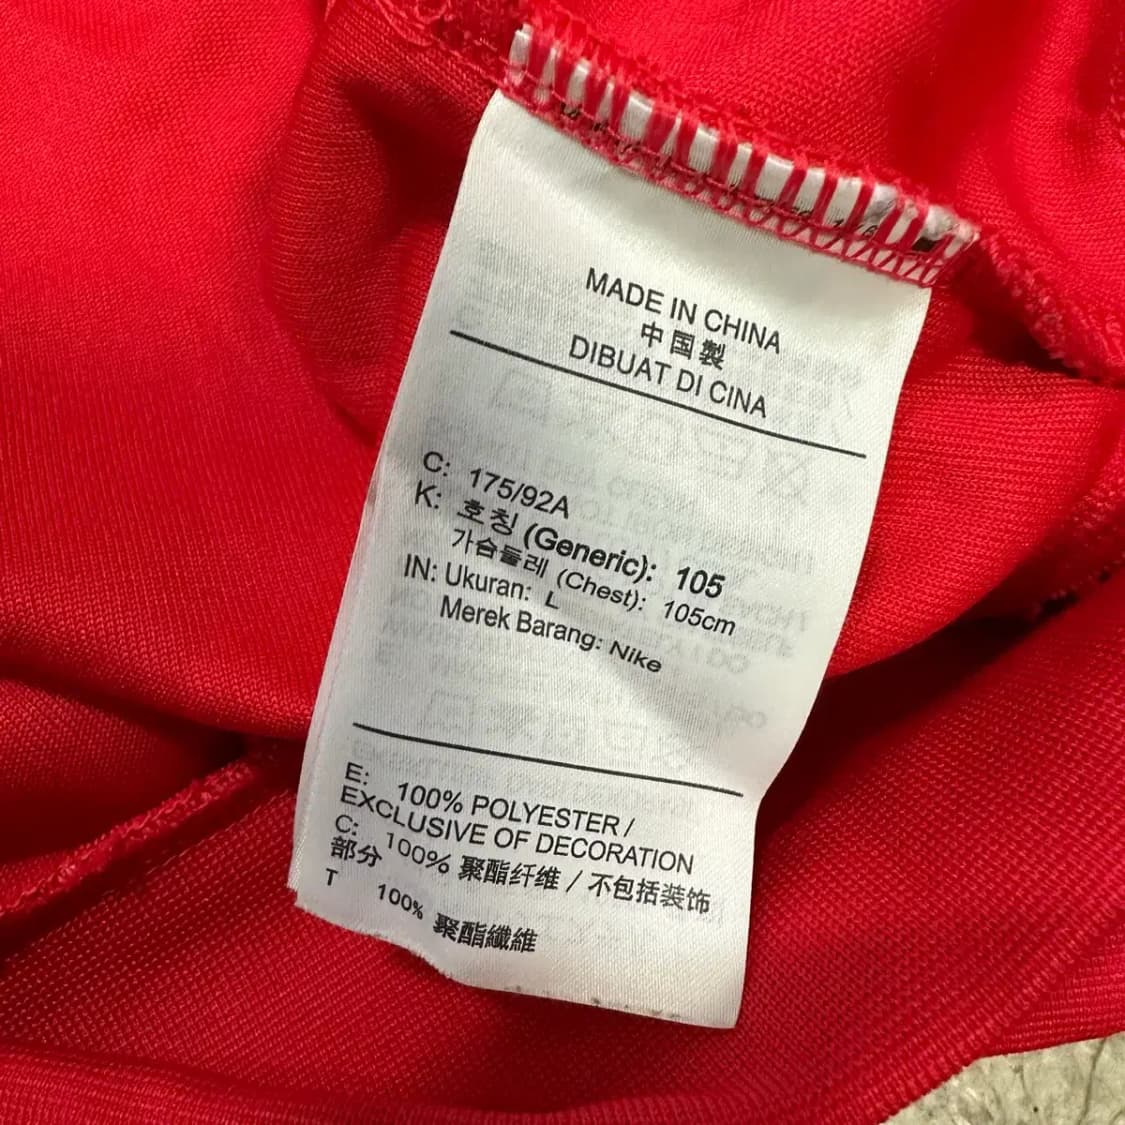 MADE IN CHINA
中国製
DIBUAT DI CINA
C: 175/92A
K: 호칭 (Generic): 105
가슴둘레 (Chest): 105cm
IN: Ukuran: L
Merek Barang: Nike
E: 100% POLYESTER /
EXCLUSIVE OF DECORATION
C: 100% 聚酯纤维 / 不包括装饰
部分
T 100% 聚酯纖維